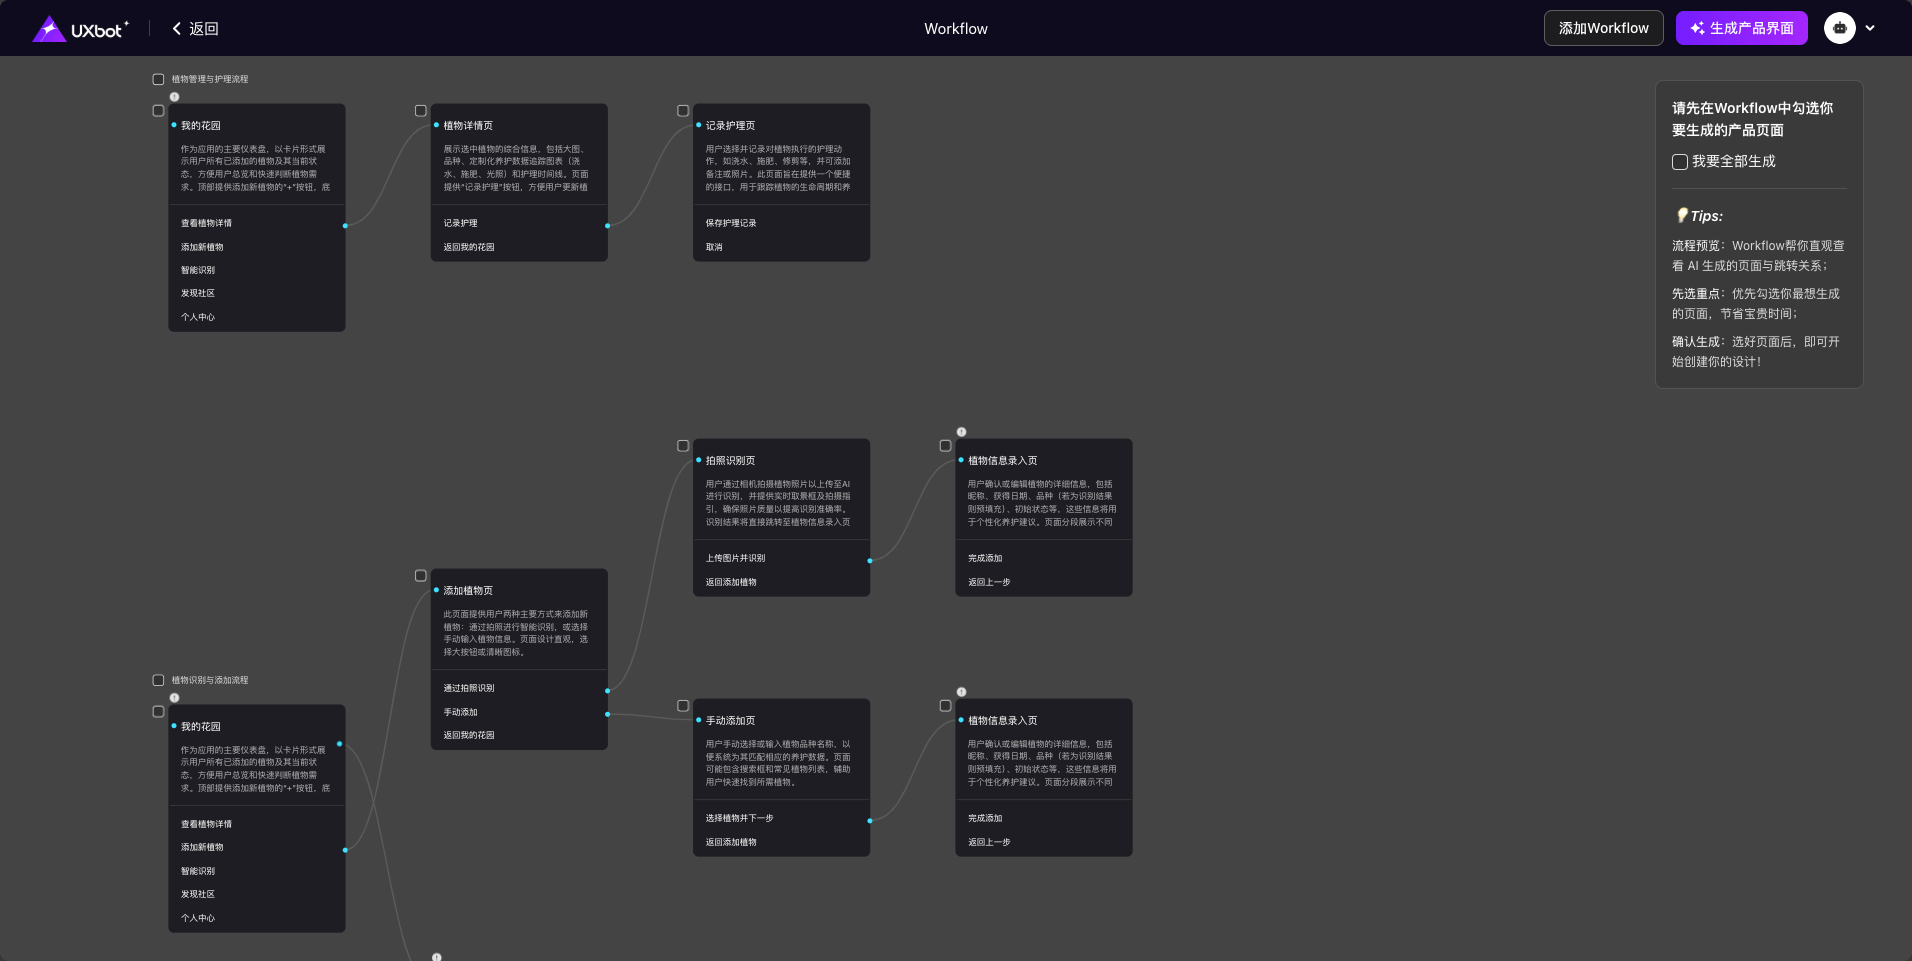 UXbot
返回
Workflow
添加Workflow
生成产品界面
植物管理与护理流程
我的花园
作为应用的主要仪表盘，以卡片形式展
示用户所有已添加的植物及其当前状
态，方便用户总览和快速判断植物需
求。顶部提供添加新植物的“+”按钮，底
查看植物详情
添加新植物
智能识别
发现社区
个人中心
植物详情页
展示选中植物的综合信息，包括大图、
品种、定制化养护数据追踪图表（浇
水、施肥、光照）和护理时间线。页面
提供“记录护理”按钮，方便用户更新植
记录护理
返回我的花园
记录护理页
用户选择并记录对植物执行的护理动
作，如浇水、施肥、修剪等，并可添加
备注或照片。此页面旨在提供一个便捷
的接口，用于跟踪植物的生命周期和养
保存护理记录
取消
请先在Workflow中勾选你
要生成的产品页面
我要全部生成
Tips:
流程预览：Workflow帮你直观查
看 AI 生成的页面与跳转关系；
先选重点：优先勾选你最想生成
的页面，节省宝贵时间；
确认生成：选好页面后，即可开
始创建你的设计！
拍照识别页
用户通过相机拍摄植物照片以上传至AI
进行识别，并提供实时取景框及拍摄指
引，确保照片质量以提高识别准确率。
识别结果将直接跳转至植物信息录入页
上传图片并识别
返回添加植物
植物信息录入页
用户确认或编辑植物的详细信息，包括
昵称、获得日期、品种（若为识别结果
则预填充）、初始状态等，这些信息将用
于个性化养护建议。页面分段展示不同
完成添加
返回上一步
添加植物页
此页面提供用户两种主要方式来添加新
植物：通过拍照进行智能识别，或选择
手动输入植物信息。页面设计直观，选
择大按钮或清晰图标。
通过拍照识别
手动添加
返回我的花园
手动添加页
用户手动选择或输入植物品种名称，以
便系统为其匹配相应的养护数据。页面
可能包含搜索框和常见植物列表，辅助
用户快速找到所需植物。
选择植物并下一步
返回添加植物
植物信息录入页
用户确认或编辑植物的详细信息，包括
昵称、获得日期、品种（若为识别结果
则预填充）、初始状态等，这些信息将用
于个性化养护建议。页面分段展示不同
完成添加
返回上一步
植物识别与添加流程
我的花园
作为应用的主要仪表盘，以卡片形式展
示用户所有已添加的植物及其当前状
态，方便用户总览和快速判断植物需
求。顶部提供添加新植物的“+”按钮，底
查看植物详情
添加新植物
智能识别
发现社区
个人中心